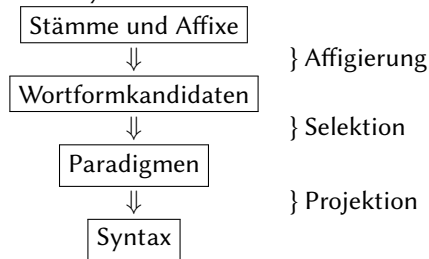 Stämme und Affixe
⇓ } Affigierung
Wortformkandidaten
⇓ } Selektion
Paradigmen
⇓ } Projektion
Syntax